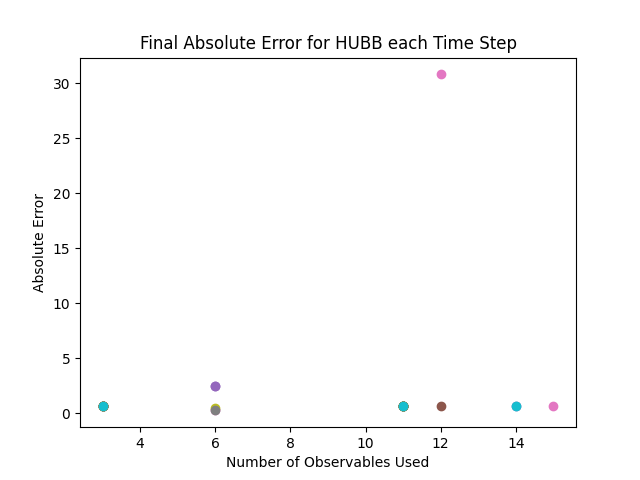 Final Absolute Error for HUBB each Time Step
30
25
20
15
10
5
0
Absolute Error
4 6 8 10 12 14
Number of Observables Used